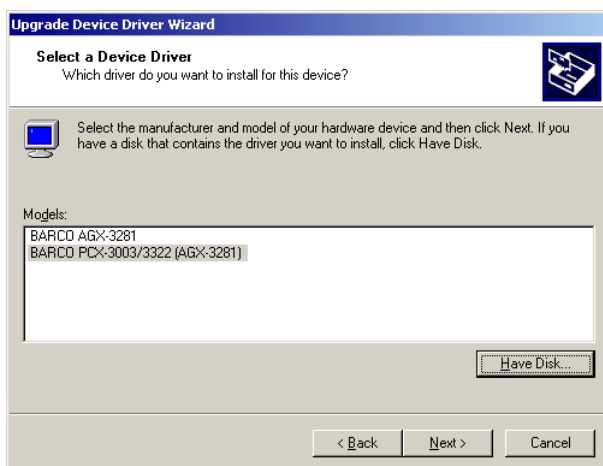 Upgrade Device Driver Wizard
Select a Device Driver
Which driver do you want to install for this device?
Select the manufacturer and model of your hardware device and then click Next. If you
have a disk that contains the driver you want to install, click Have Disk.
Models:
BARCO AGX-3281
BARCO PCX-3003/3322 (AGX-3281)
Have Disk...
< Back
Next >
Cancel